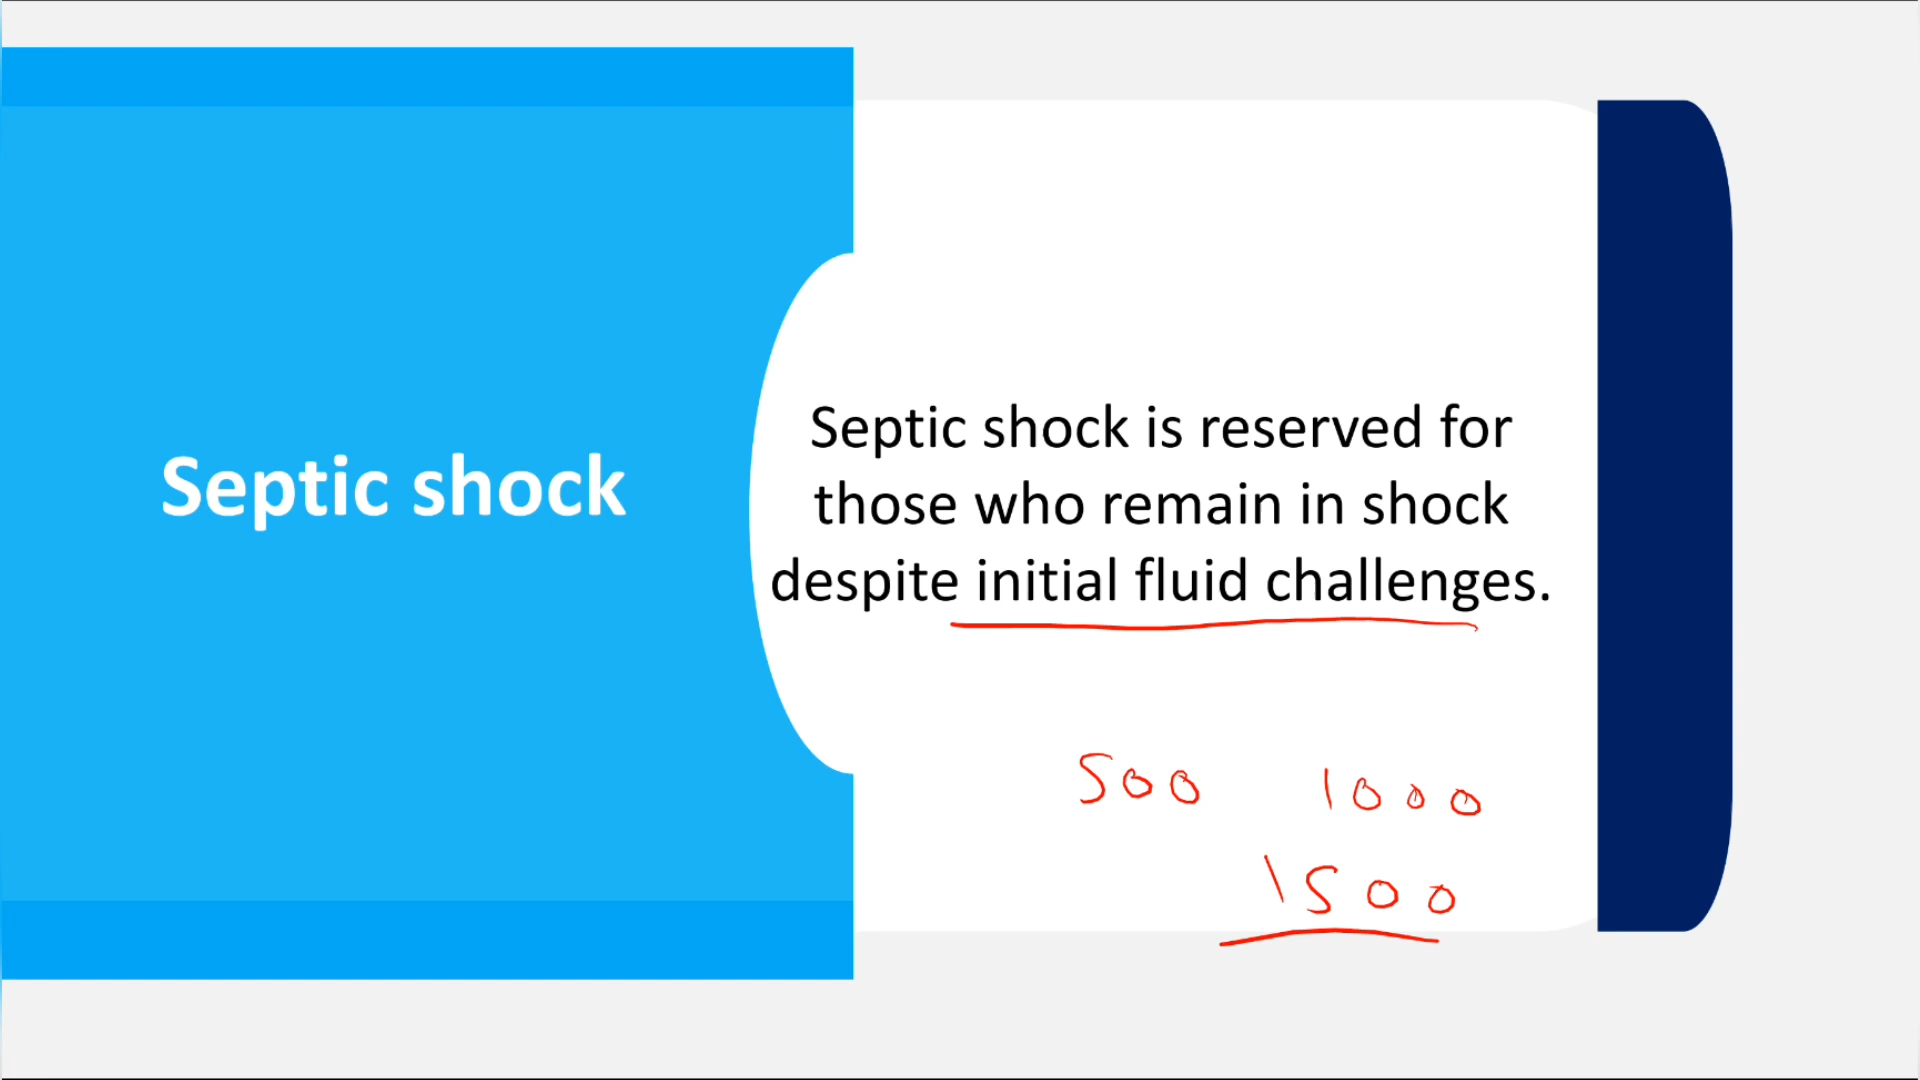 Septic shock
Septic shock is reserved for
those who remain in shock
despite initial fluid challenges.
500 1000
1500